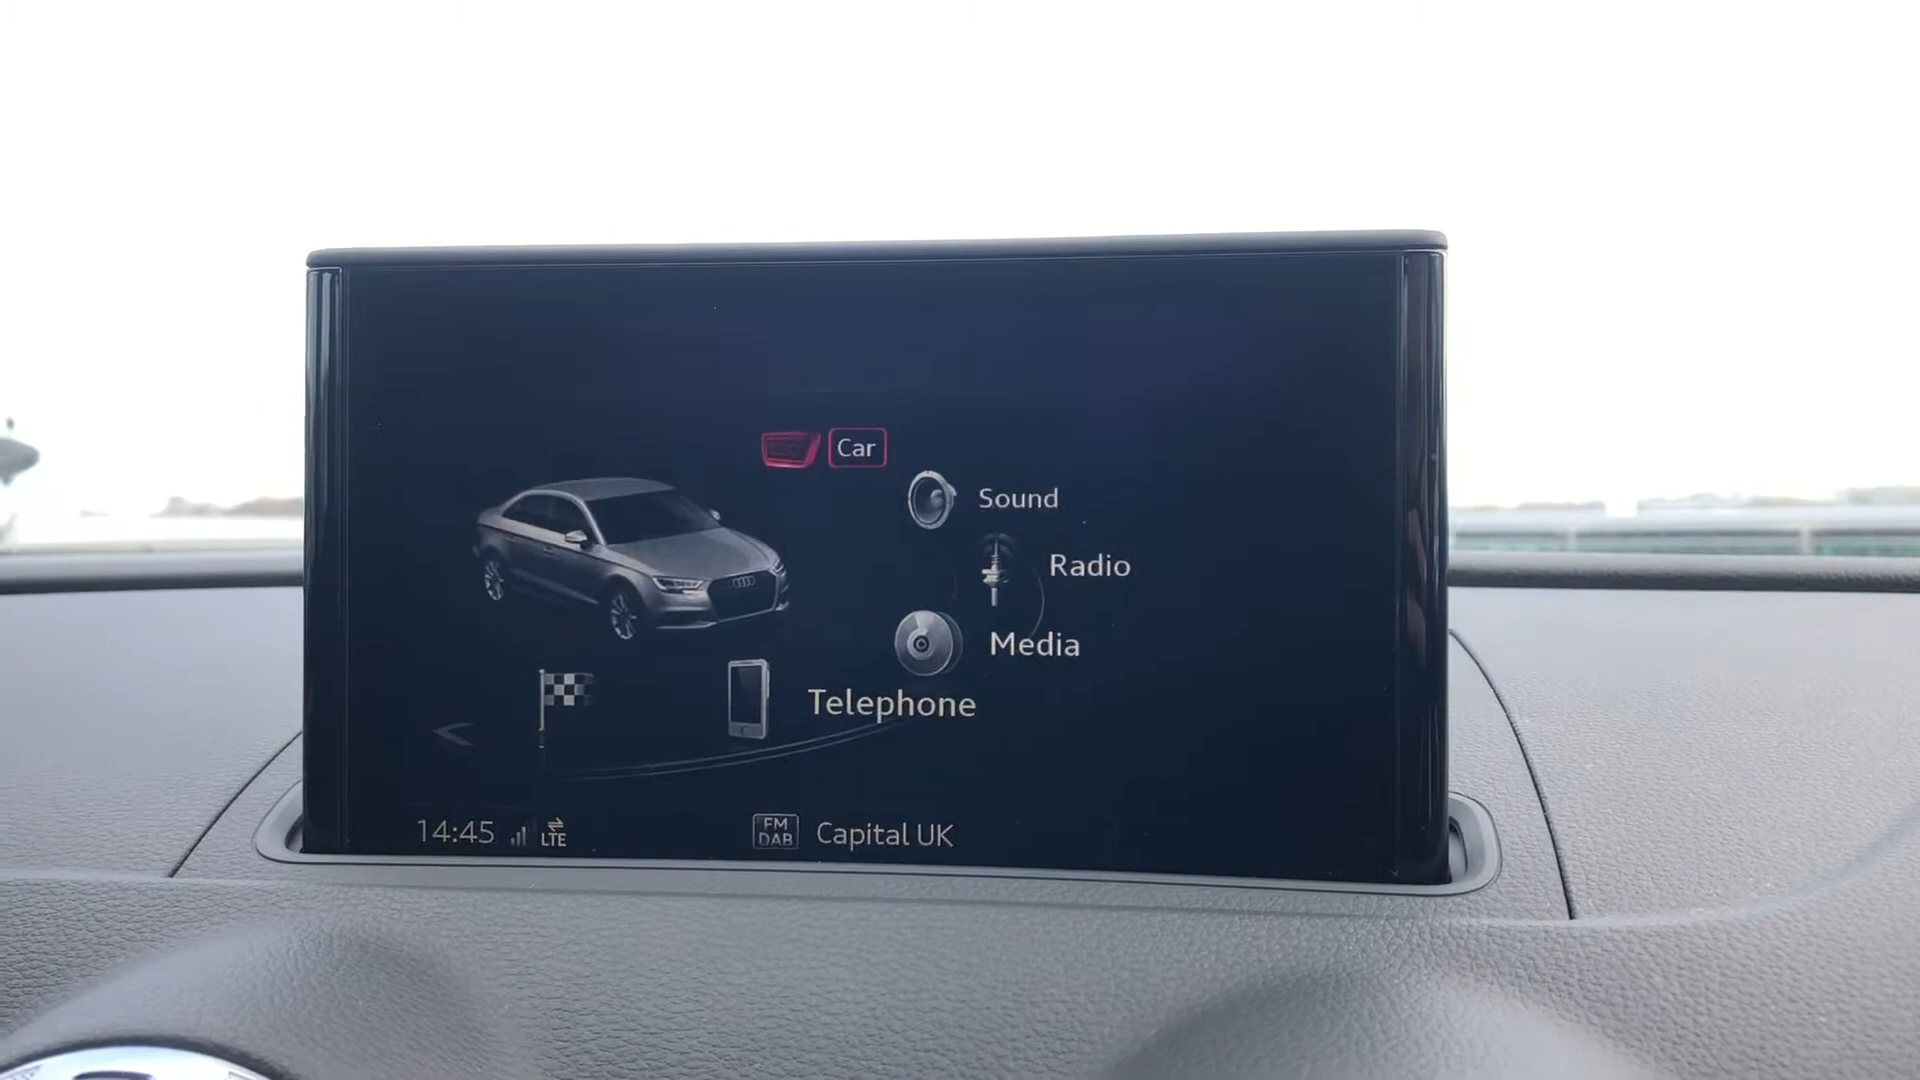 Car
Sound
Radio
Media
Telephone
14:45 LTE FM DAB Capital UK